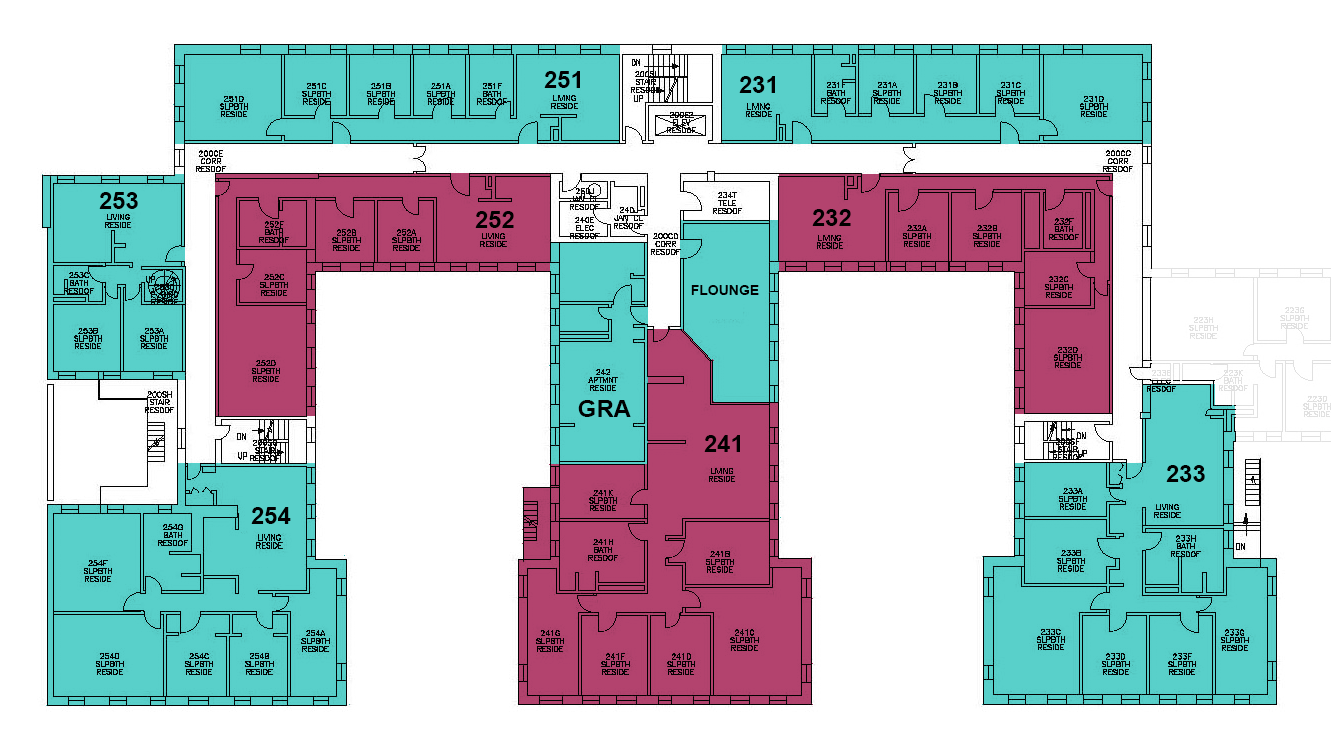 251D
SLPBTH
RESIDE
251C
SLPBTH
RESIDE
251B
SLPBTH
RESIDE
251A
SLPBTH
RESIDE
251F
BATH
RESDOF
251
LIVING
RESIDE
DN
STAIR
RESDOF
UP
ELEV
RESDOF
231
LIVING
RESIDE
231F
BATH
RESDOF
231A
SLPBTH
RESIDE
231B
SLPBTH
RESIDE
231C
SLPBTH
RESIDE
231D
SLPBTH
RESIDE
200CE
CORR
RESDOF
200CC
CORR
RESDOF
253
LIVING
RESIDE
253C
BATH
RESDOF
UP
253B
SLPBTH
RESIDE
253A
SLPBTH
RESIDE
252F
BATH
RESDOF
252B
SLPBTH
RESIDE
252A
SLPBTH
RESIDE
252
LIVING
RESIDE
252C
SLPBTH
RESIDE
252D
SLPBTH
RESIDE
JAN CL
RESDOF
240E
ELEC
RESDOF
240J
JAN CL
RESDOF
200CD
CORR
RESDOF
234T
TELE
RESDOF
FLOUNGE
232
LIVING
RESIDE
232A
SLPBTH
RESIDE
232B
SLPBTH
RESIDE
232F
BATH
RESDOF
232C
SLPBTH
RESIDE
232D
SLPBTH
RESIDE
223H
SLPBTH
RESIDE
223G
SLPBTH
RESIDE
223K
BATH
RESDOF
223D
SLPBTH
RESIDE
RESDOF
200SH
STAIR
RESDOF
242
APTMNT
RESIDE
GRA
DN
200SG
STAIR
RESDOF
UP
DN
200SF
STAIR
RESDOF
UP
254
LIVING
RESIDE
254G
BATH
RESDOF
254F
SLPBTH
RESIDE
254D
SLPBTH
RESIDE
254C
SLPBTH
RESIDE
254B
SLPBTH
RESIDE
254A
SLPBTH
RESIDE
241
LIVING
RESIDE
241K
SLPBTH
RESIDE
241H
BATH
RESDOF
241B
SLPBTH
RESIDE
241G
SLPBTH
RESIDE
241F
SLPBTH
RESIDE
241D
SLPBTH
RESIDE
241C
SLPBTH
RESIDE
233
LIVING
RESIDE
233A
SLPBTH
RESIDE
233B
SLPBTH
RESIDE
233H
BATH
RESDOF
DN
233C
SLPBTH
RESIDE
233D
SLPBTH
RESIDE
233F
SLPBTH
RESIDE
233G
SLPBTH
RESIDE